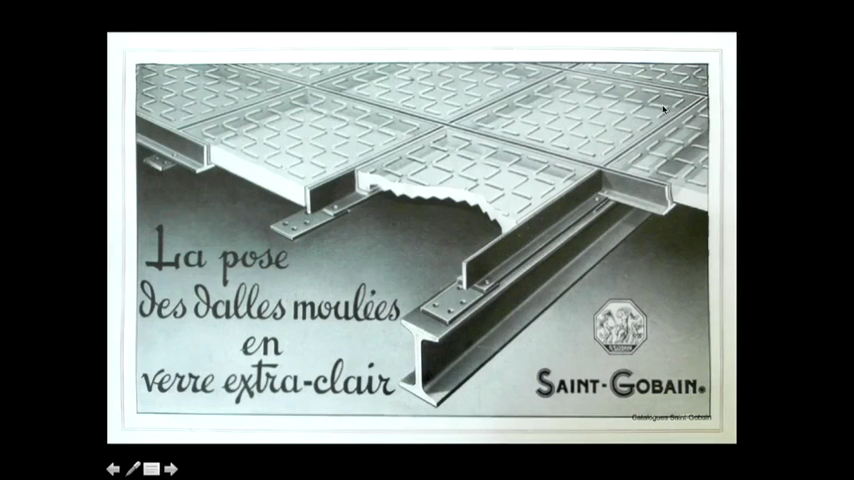 La pose
des dalles moulées
en
verre extra-clair
SAINT-GOBAIN
Catalogues Saint Gobain